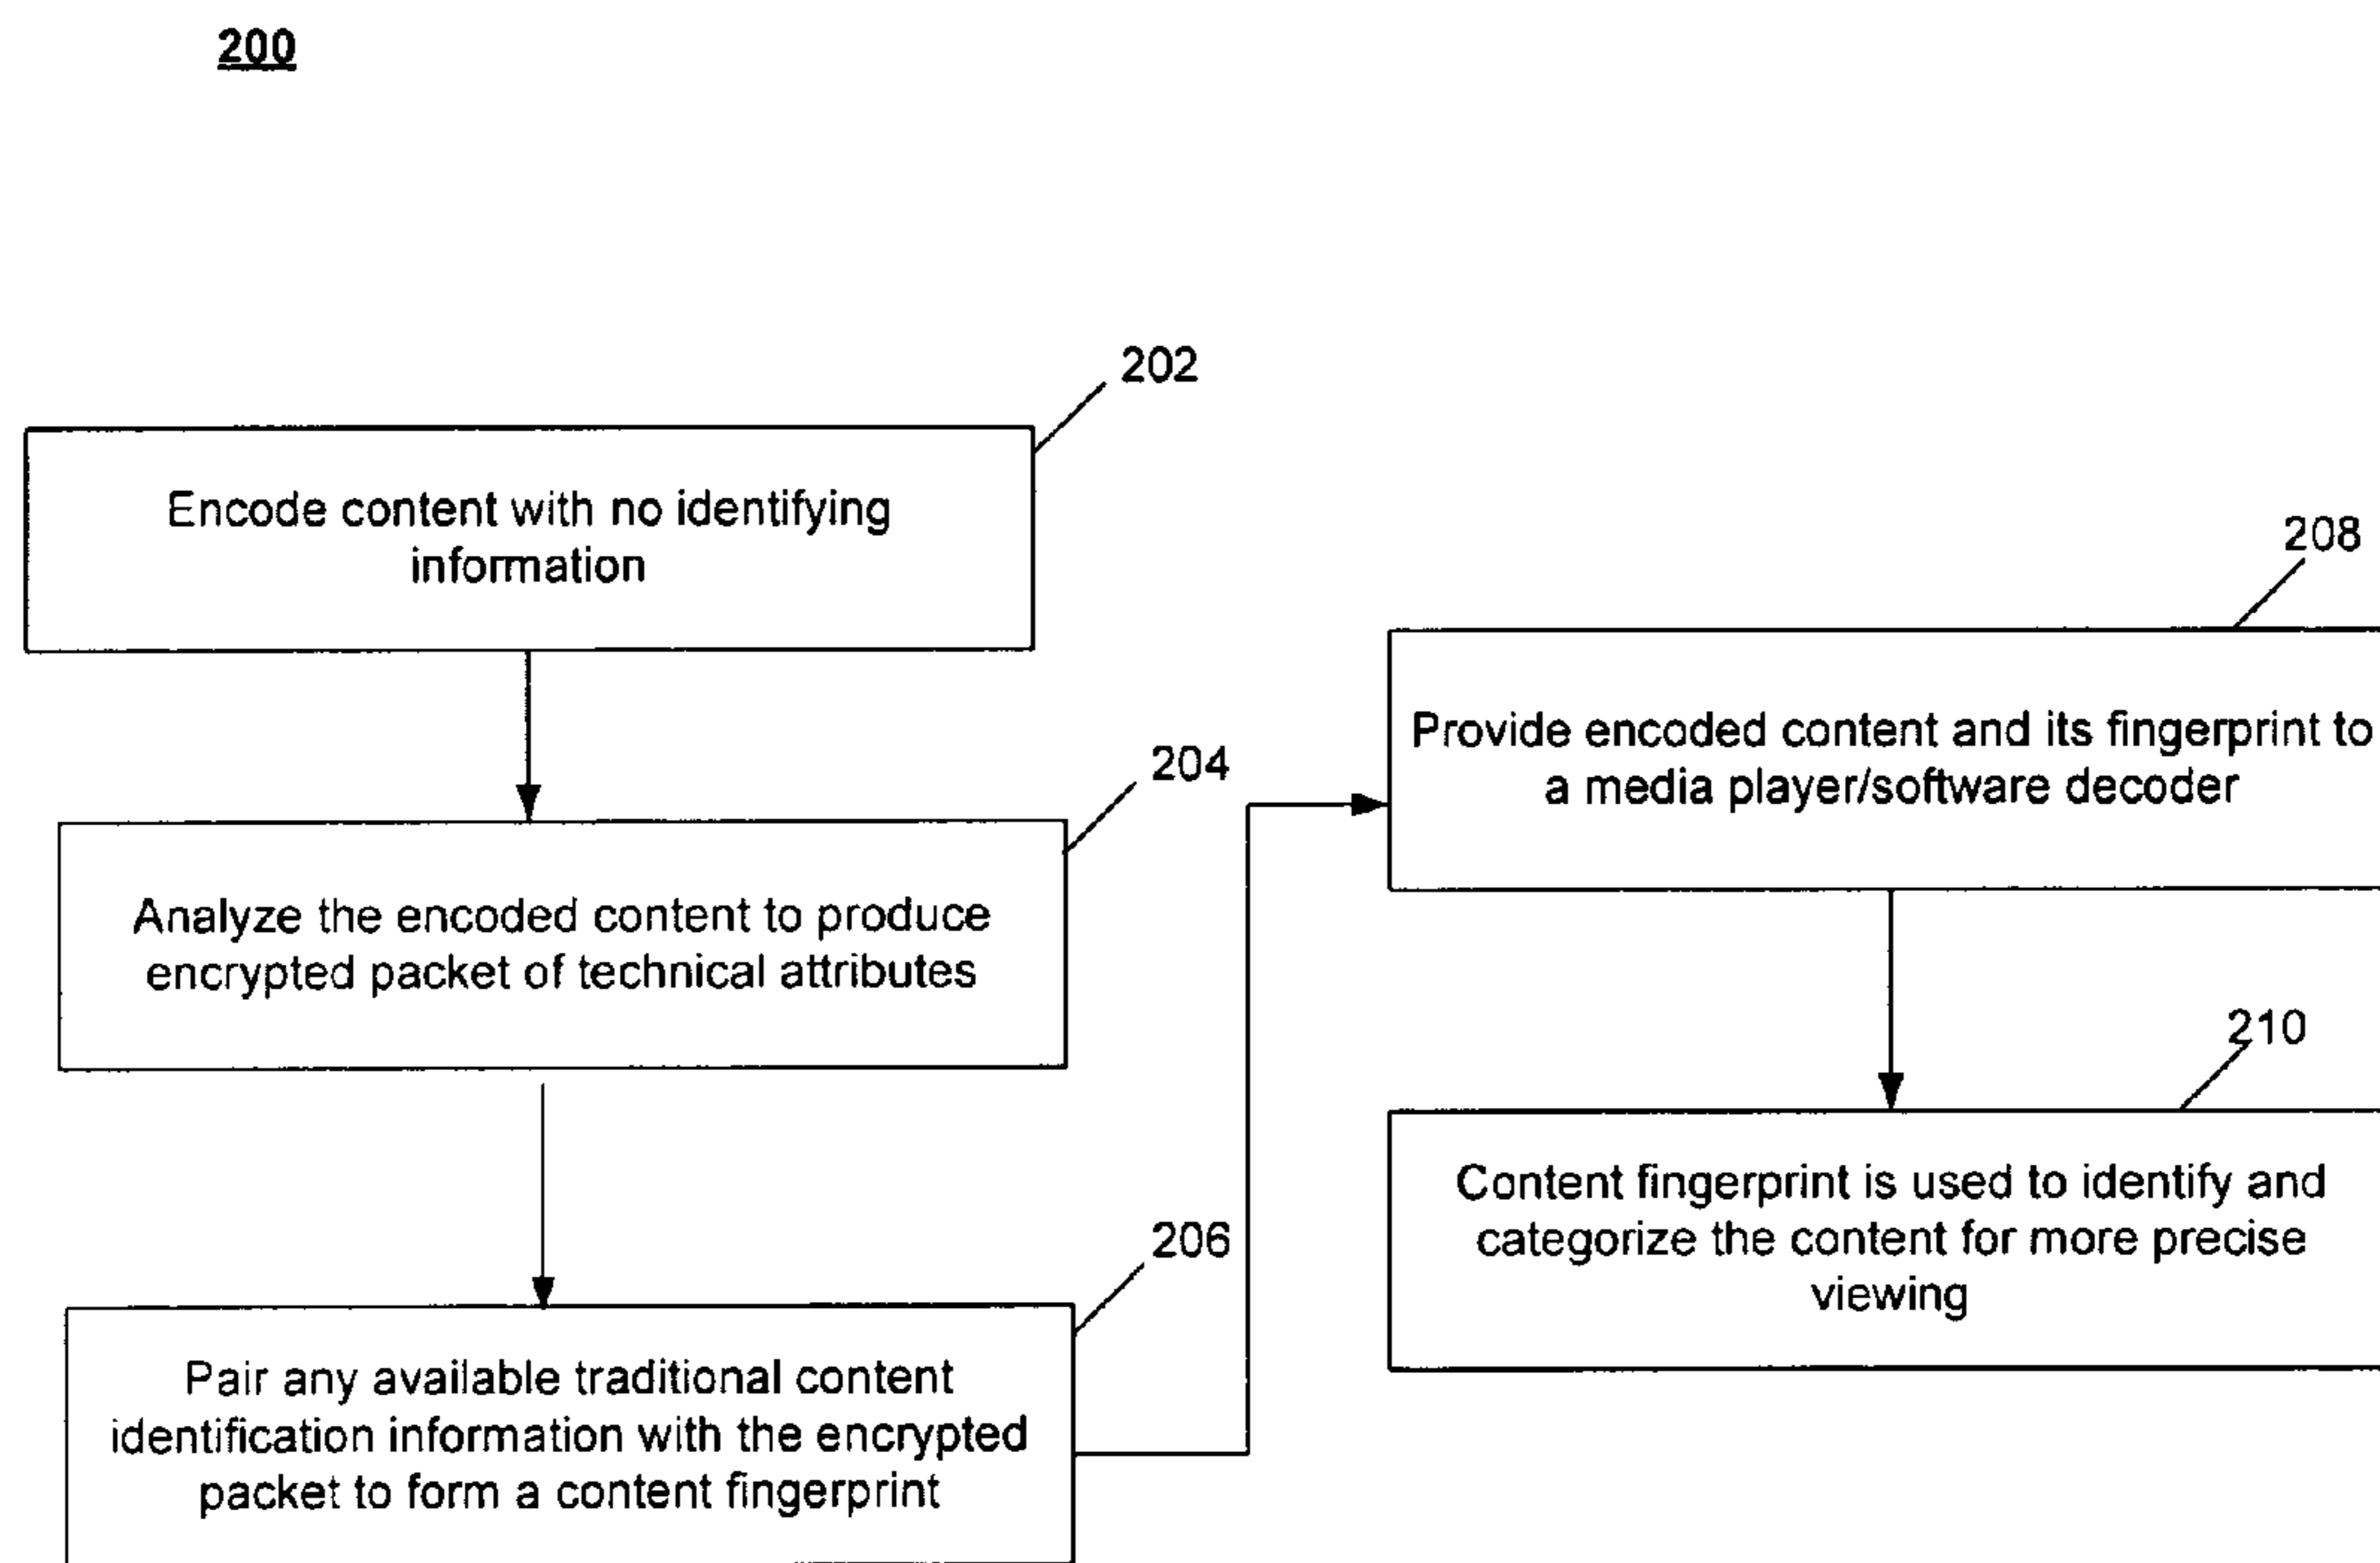 200
202
Encode content with no identifying
information
204
Analyze the encoded content to produce
encrypted packet of technical attributes
206
Pair any available traditional content
identification information with the encrypted
packet to form a content fingerprint
208
Provide encoded content and its fingerprint to
a media player/software decoder
210
Content fingerprint is used to identify and
categorize the content for more precise
viewing